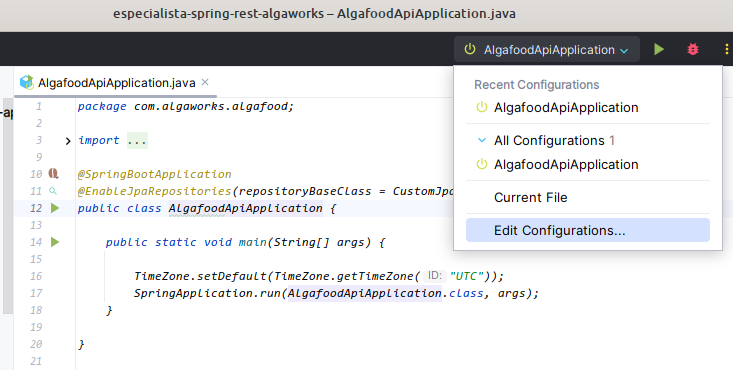 especialista-spring-rest-algaworks – AlgafoodApiApplication.java
AlgafoodApiApplication
AlgafoodApiApplication.java ×
Recent Configurations
AlgafoodApiApplication
All Configurations 1
AlgafoodApiApplication
Current File
Edit Configurations...
-ap
1 package com.algaworks.algafood;
2
3 import ...
9
10 @SpringBootApplication
11 @EnableJpaRepositories(repositoryBaseClass = CustomJpa
12 public class AlgafoodApiApplication {
13
14 public static void main(String[] args) {
15
16 TimeZone.setDefault(TimeZone.getTimeZone( ID: "UTC"));
17 SpringApplication.run(AlgafoodApiApplication.class, args);
18 }
19
20 }
21